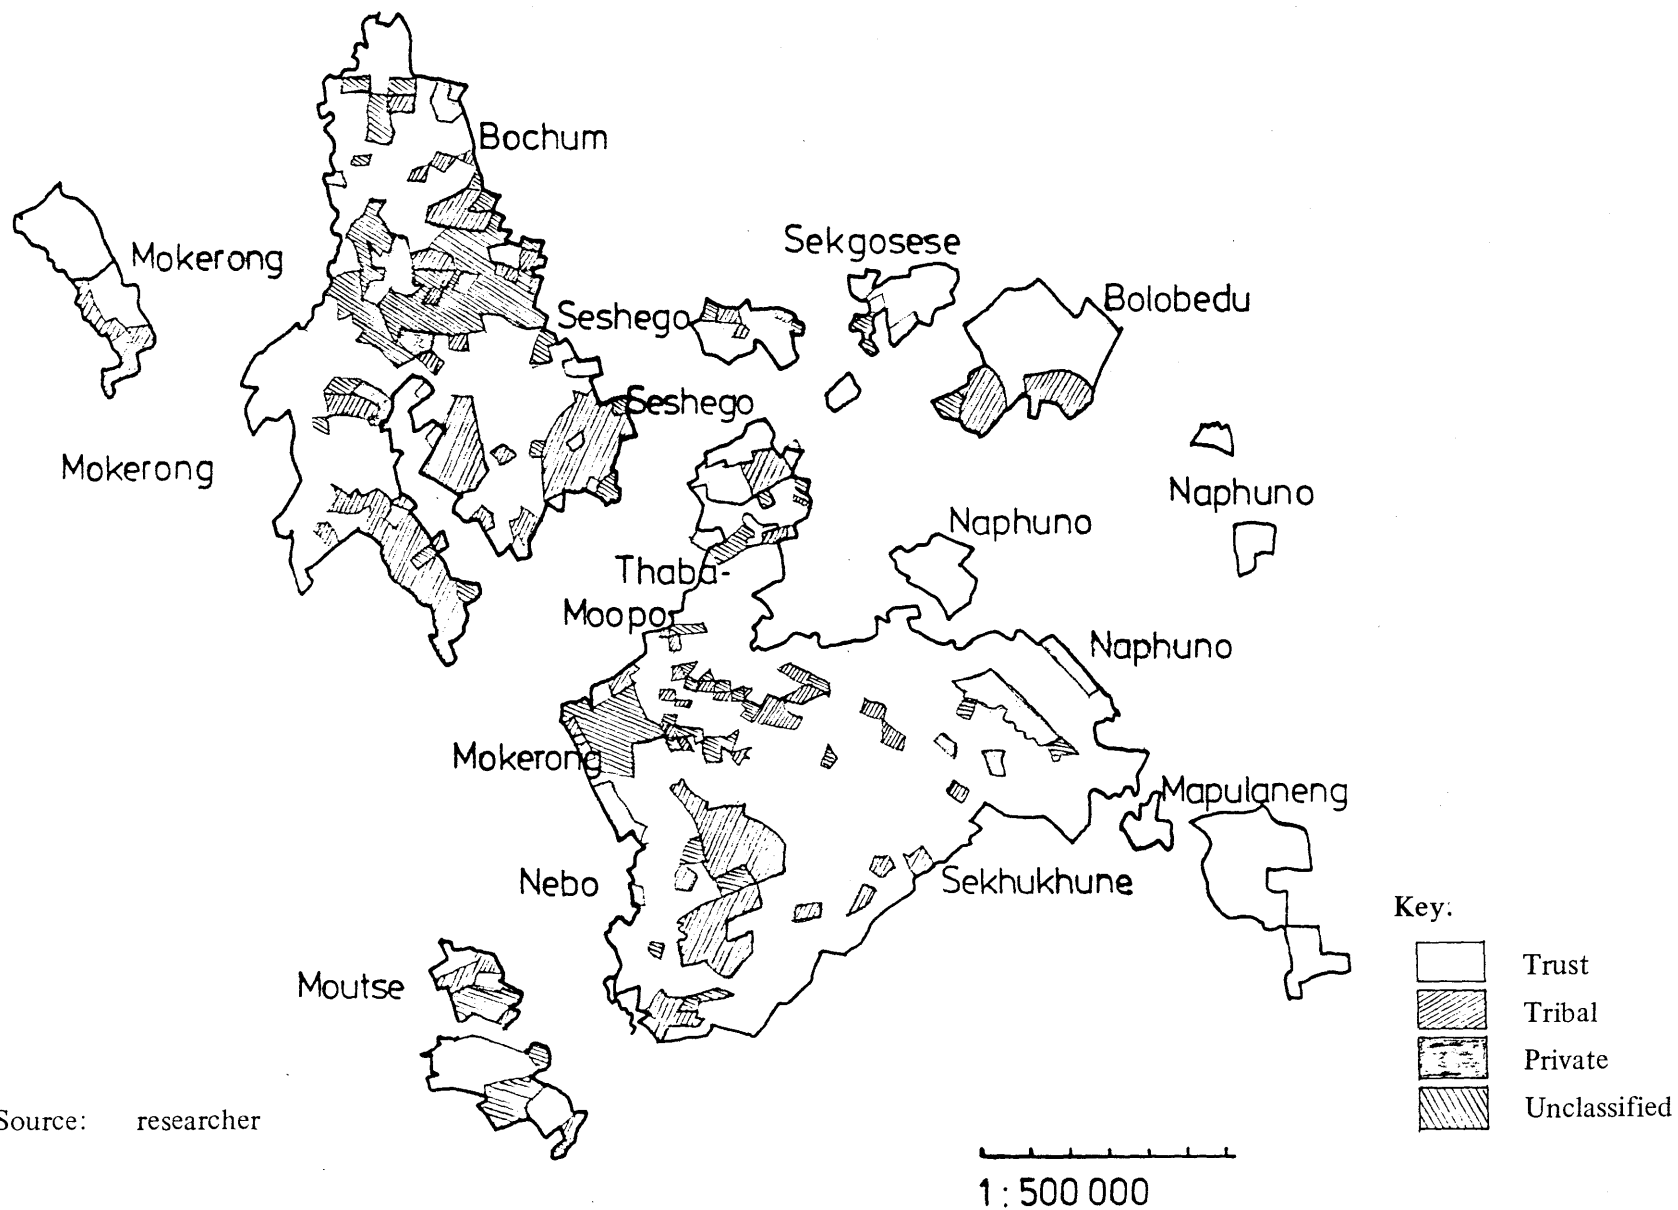 Bochum
Sekgosese
Mokerong
Bolobedu
Seshego
Seshego
Mokerong
Naphuno
Naphuno
Thaba-
Moopo
Naphuno
Mokerong
Mapulaneng
Nebo
Sekhukhune
Key:
Moutse
Trust
Tribal
Private
Unclassified
Source: researcher
1 : 500 000